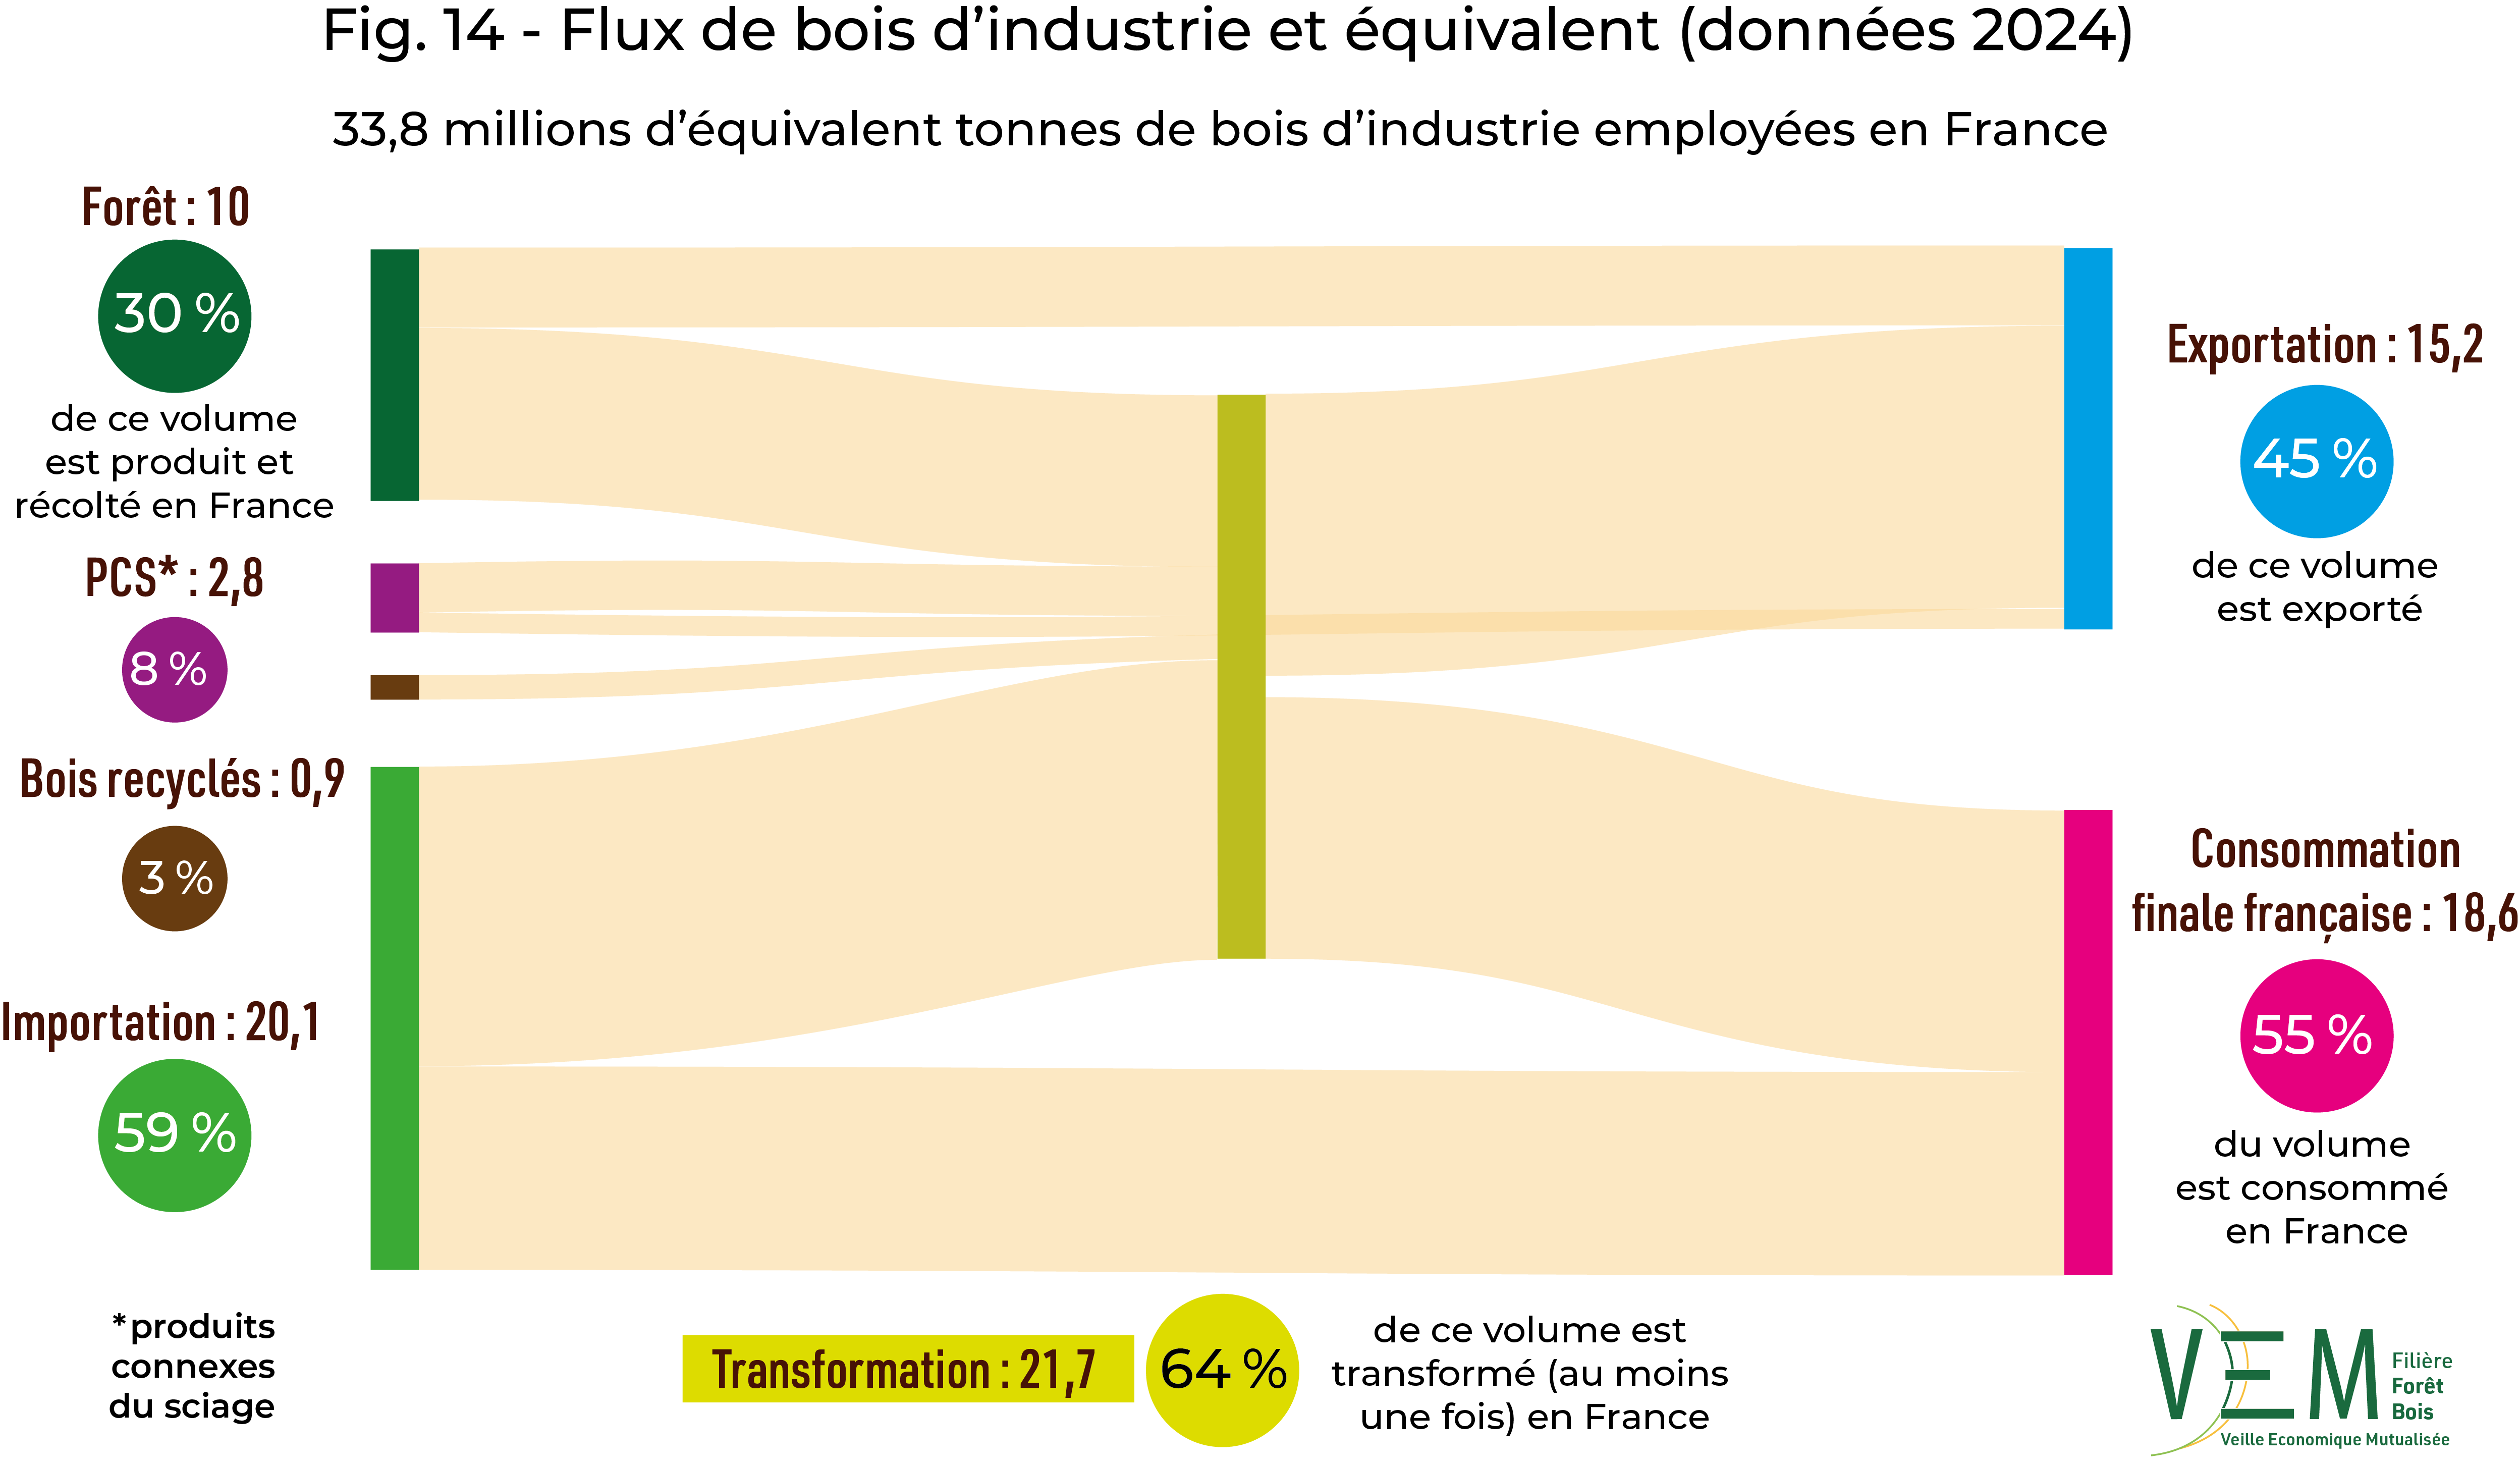 Fig. 14 - Flux de bois d’industrie et équivalent (données 2024)
33,8 millions d’équivalent tonnes de bois d’industrie employées en France
Forêt : 10
30 %
de ce volume
est produit et
récolté en France
PCS* : 2,8
8 %
Bois recyclés : 0,9
3 %
Importation : 20,1
59 %
*produits
connexes
du sciage
Transformation : 21,7
64 %
de ce volume est
transformé (au moins
une fois) en France
Exportation : 15,2
45 %
de ce volume
est exporté
Consommation
finale française : 18,6
55 %
du volume
est consommé
en France
VEM
Filière
Forêt
Bois
Veille Economique Mutualisée